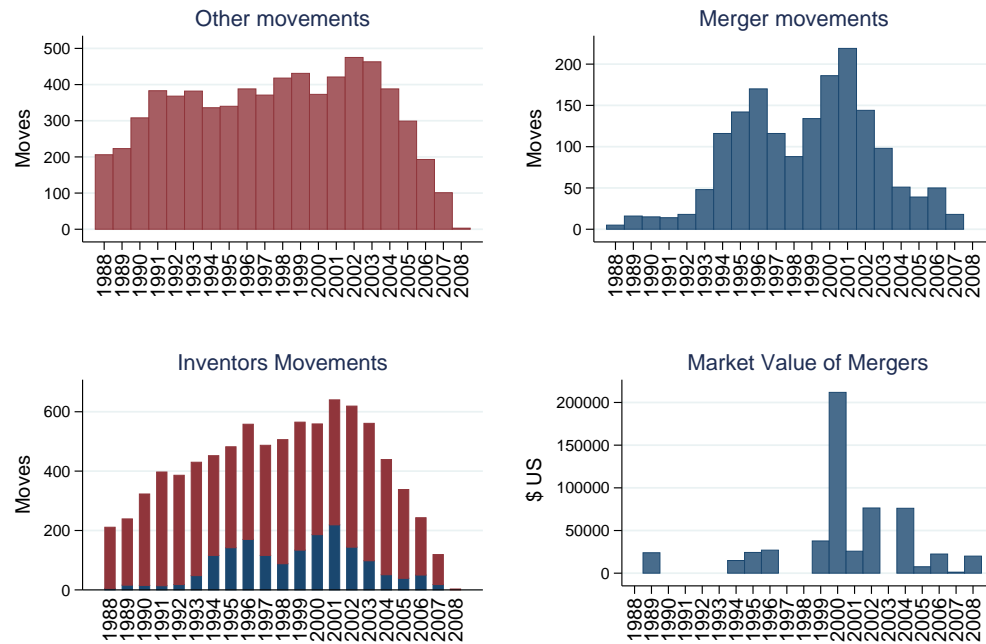 Other movements
Moves
500
400
300
200
100
0
1988 1989 1990 1991 1992 1993 1994 1995 1996 1997 1998 1999 2000 2001 2002 2003 2004 2005 2006 2007 2008
Merger movements
Moves
200
150
100
50
0
1988 1989 1990 1991 1992 1993 1994 1995 1996 1997 1998 1999 2000 2001 2002 2003 2004 2005 2006 2007 2008
Inventors Movements
Moves
600
400
200
0
1988 1989 1990 1991 1992 1993 1994 1995 1996 1997 1998 1999 2000 2001 2002 2003 2004 2005 2006 2007 2008
Market Value of Mergers
$ US
200000
150000
100000
50000
0
1988 1989 1990 1991 1992 1993 1994 1995 1996 1997 1998 1999 2000 2001 2002 2003 2004 2005 2006 2007 2008